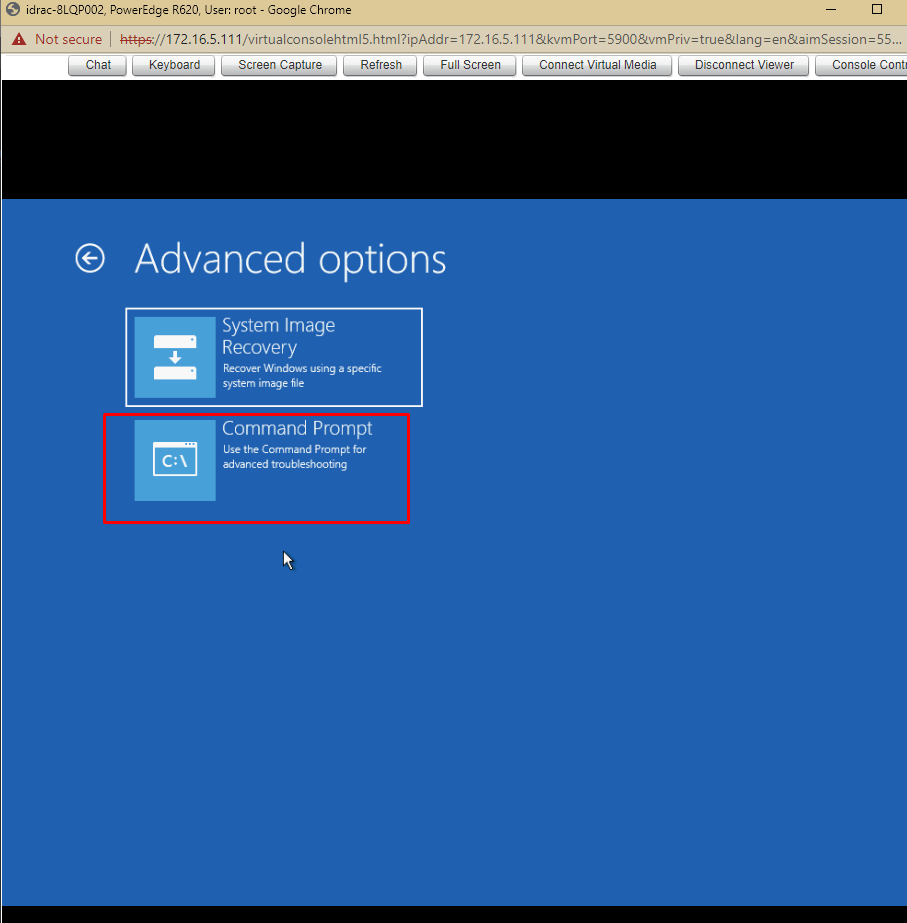 idrac-8LQP002, PowerEdge R620, User: root - Google Chrome
Not secure | https://172.16.5.111/virtualconsolehtml5.html?ipAddr=172.16.5.111&kvmPort=5900&vmPriv=true&lang=en&aimSession=55...
Chat Keyboard Screen Capture Refresh Full Screen Connect Virtual Media Disconnect Viewer Console Contr
Advanced options
System Image
Recovery
Recover Windows using a specific
system image file
Command Prompt
Use the Command Prompt for
advanced troubleshooting
C:\